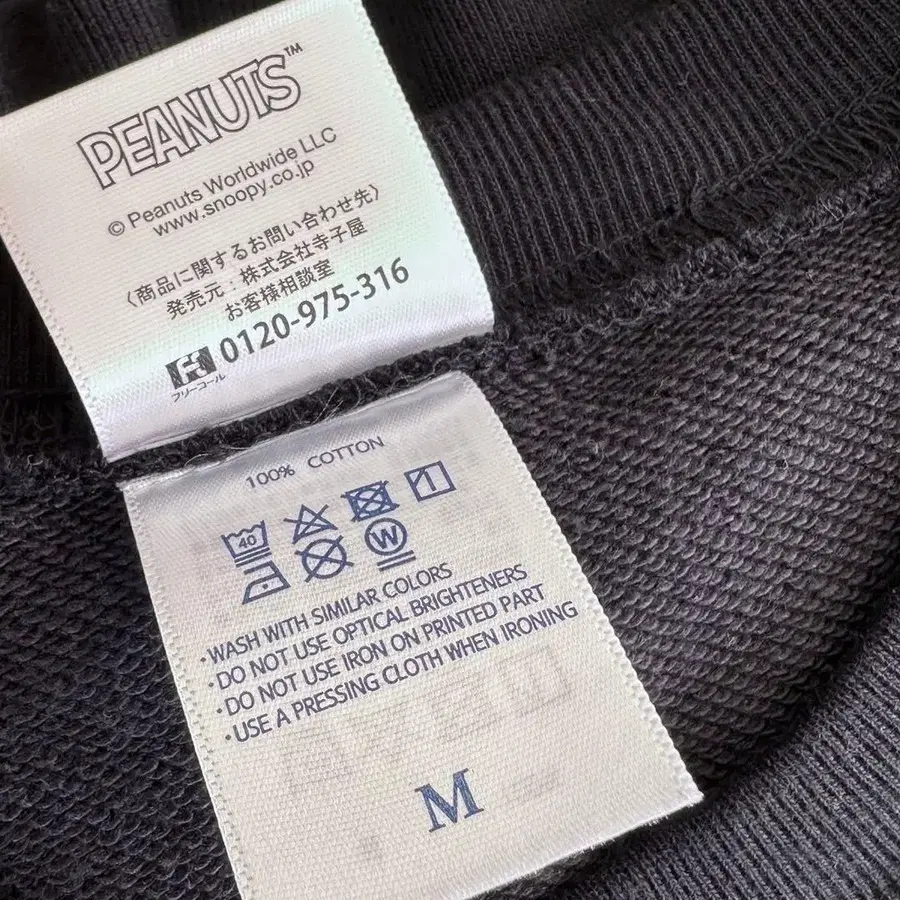 PEANUTS™
© Peanuts Worldwide LLC
www.snoopy.co.jp
〈商品に関するお問い合わせ先〉
発売元：株式会社寺子屋
お客様相談室
0120-975-316
フリーコール
100% COTTON
40
W
·WASH WITH SIMILAR COLORS
·DO NOT USE OPTICAL BRIGHTENERS
·DO NOT USE IRON ON PRINTED PART
·USE A PRESSING CLOTH WHEN IRONING
M